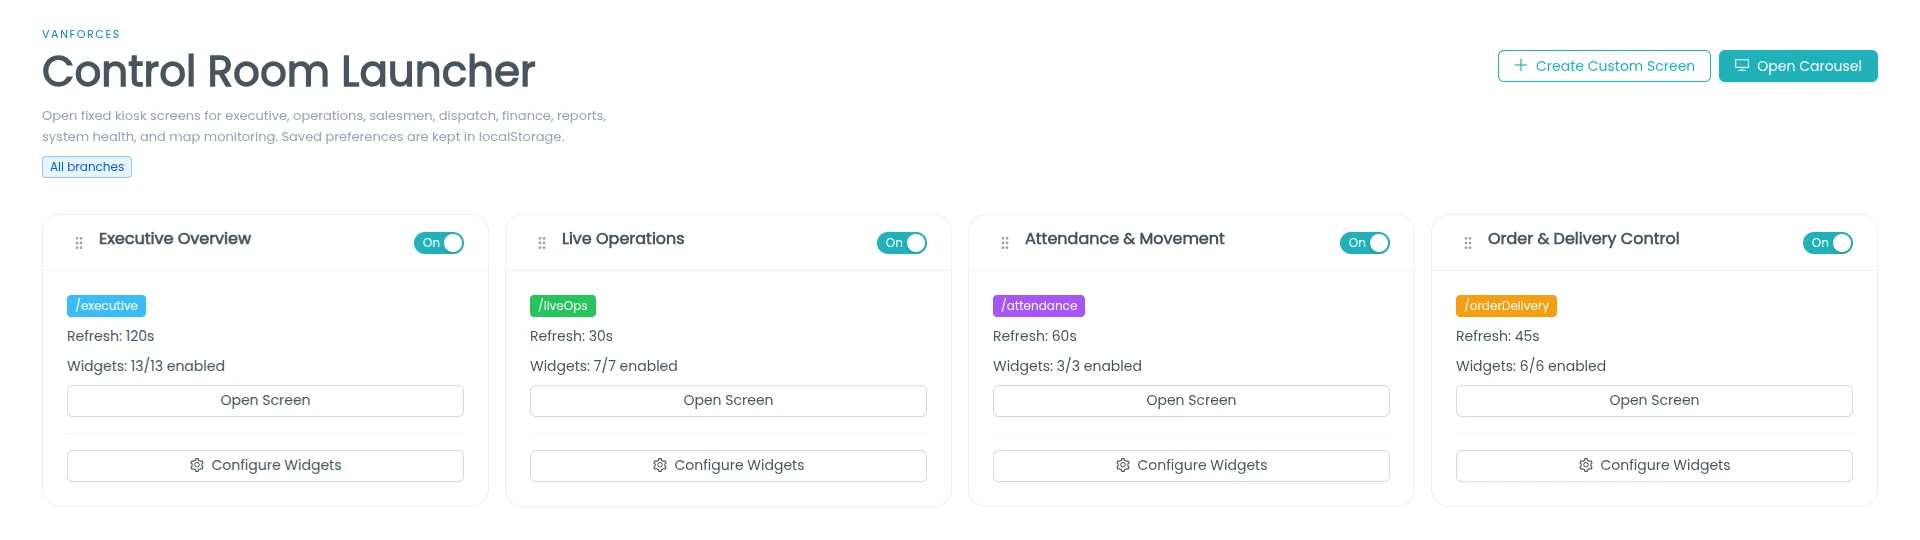 VANFORCES
Control Room Launcher
Create Custom Screen
Open Carousel
Open fixed kiosk screens for executive, operations, salesmen, dispatch, finance, reports,
system health, and map monitoring. Saved preferences are kept in localStorage.
All branches
Executive Overview
On
/executive
Refresh: 120s
Widgets: 13/13 enabled
Open Screen
Configure Widgets
Live Operations
On
/liveOps
Refresh: 30s
Widgets: 7/7 enabled
Open Screen
Configure Widgets
Attendance & Movement
On
/attendance
Refresh: 60s
Widgets: 3/3 enabled
Open Screen
Configure Widgets
Order & Delivery Control
On
/orderDelivery
Refresh: 45s
Widgets: 6/6 enabled
Open Screen
Configure Widgets